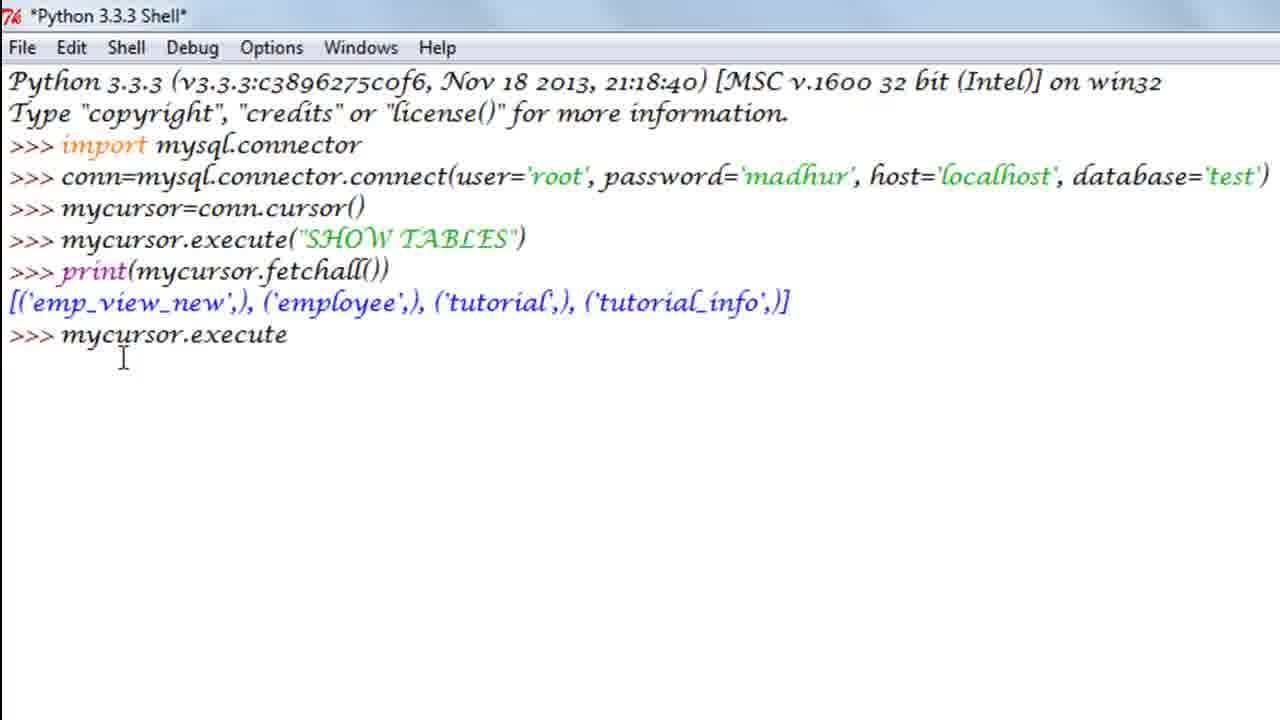 *Python 3.3.3 Shell*
File Edit Shell Debug Options Windows Help
Python 3.3.3 (v3.3.3:c3896275c0f6, Nov 18 2013, 21:18:40) [MSC v.1600 32 bit (Intel)] on win32
Type "copyright", "credits" or "license()" for more information.
>>> import mysql.connector
>>> conn=mysql.connector.connect(user='root', password='madhur', host='localhost', database='test')
>>> mycursor=conn.cursor()
>>> mycursor.execute("SHOW TABLES")
>>> print(mycursor.fetchall())
[('emp_view_new',), ('employee',), ('tutorial',), ('tutorial_info',)]
>>> mycursor.execute